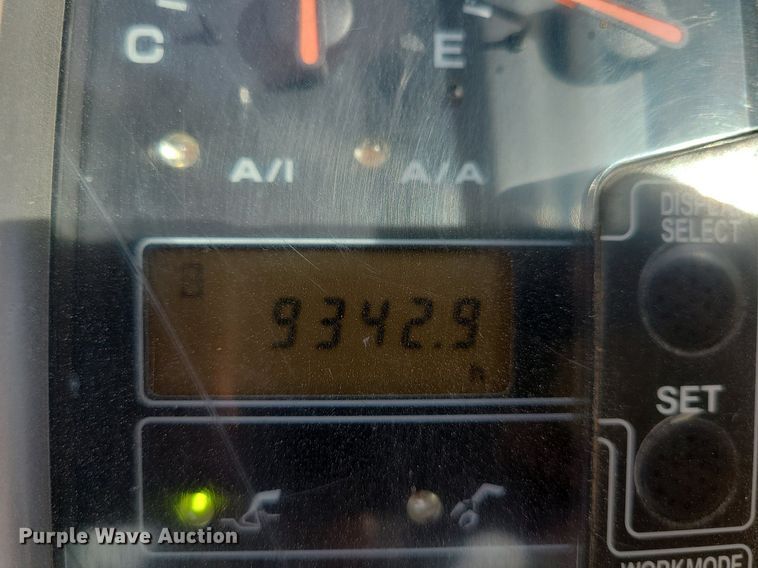 C E
A/I A/A
DISPLAY
SELECT
9342.9
h
SET
WORK MODE
Purple Wave Auction